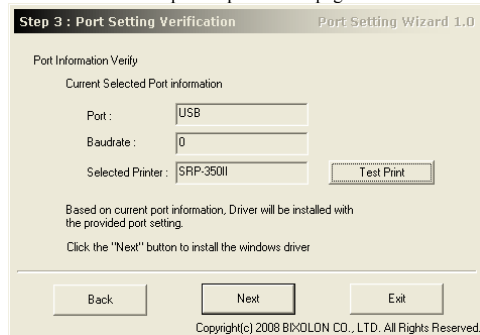 Step 3 : Port Setting Verification Port Setting Wizard 1.0
Port Information Verify
Current Selected Port information
Port : USB
Baudrate : 0
Selected Printer : SRP-350II Test Print
Based on current port information, Driver will be installed with
the provided port setting.
Click the "Next" button to install the windows driver
Back Next Exit
Copyright(c) 2008 BIXOLON CO., LTD. All Rights Reserved.